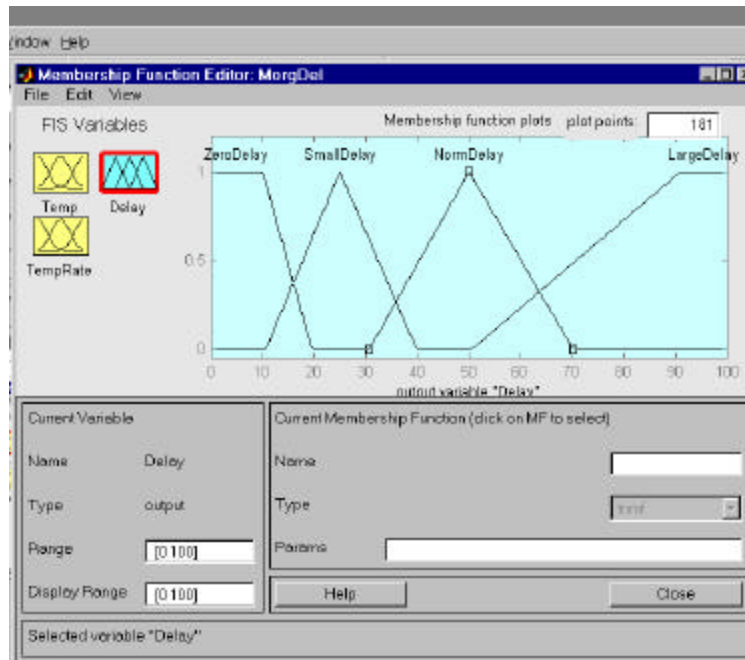 indow Help
Membership Function Editor: MorgDel
File Edit View
FIS Variables
Membership function plots plot points: 181
ZeroDelay SmallDelay NormDelay LargeDelay
1
0.5
0
0 10 20 30 40 50 60 70 80 90 100
output variable "Delay"
Temp Delay
TempRate
Current Variable
Name Delay
Type output
Range [0 100]
Display Range [0 100]
Current Membership Function (click on MF to select)
Name
Type trimf
Params
Help Close
Selected variable "Delay"